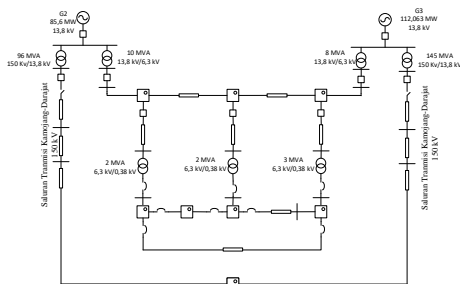 G2
85,6 MW
13,8 kV
G3
112,063 MW
13,8 kV
96 MVA
150 Kv/13,8 kV
10 MVA
13,8 kV/6,3 kV
8 MVA
13,8 kV/6,3 kV
145 MVA
150 Kv/13,8 kV
Saluran Tranmisi Kamojang-Darajat
150 kV
2 MVA
6,3 kV/0,38 kV
2 MVA
6,3 kV/0,38 kV
3 MVA
6,3 kV/0,38 kV
Saluran Tranmisi Kamojang-Darajat
150 kV